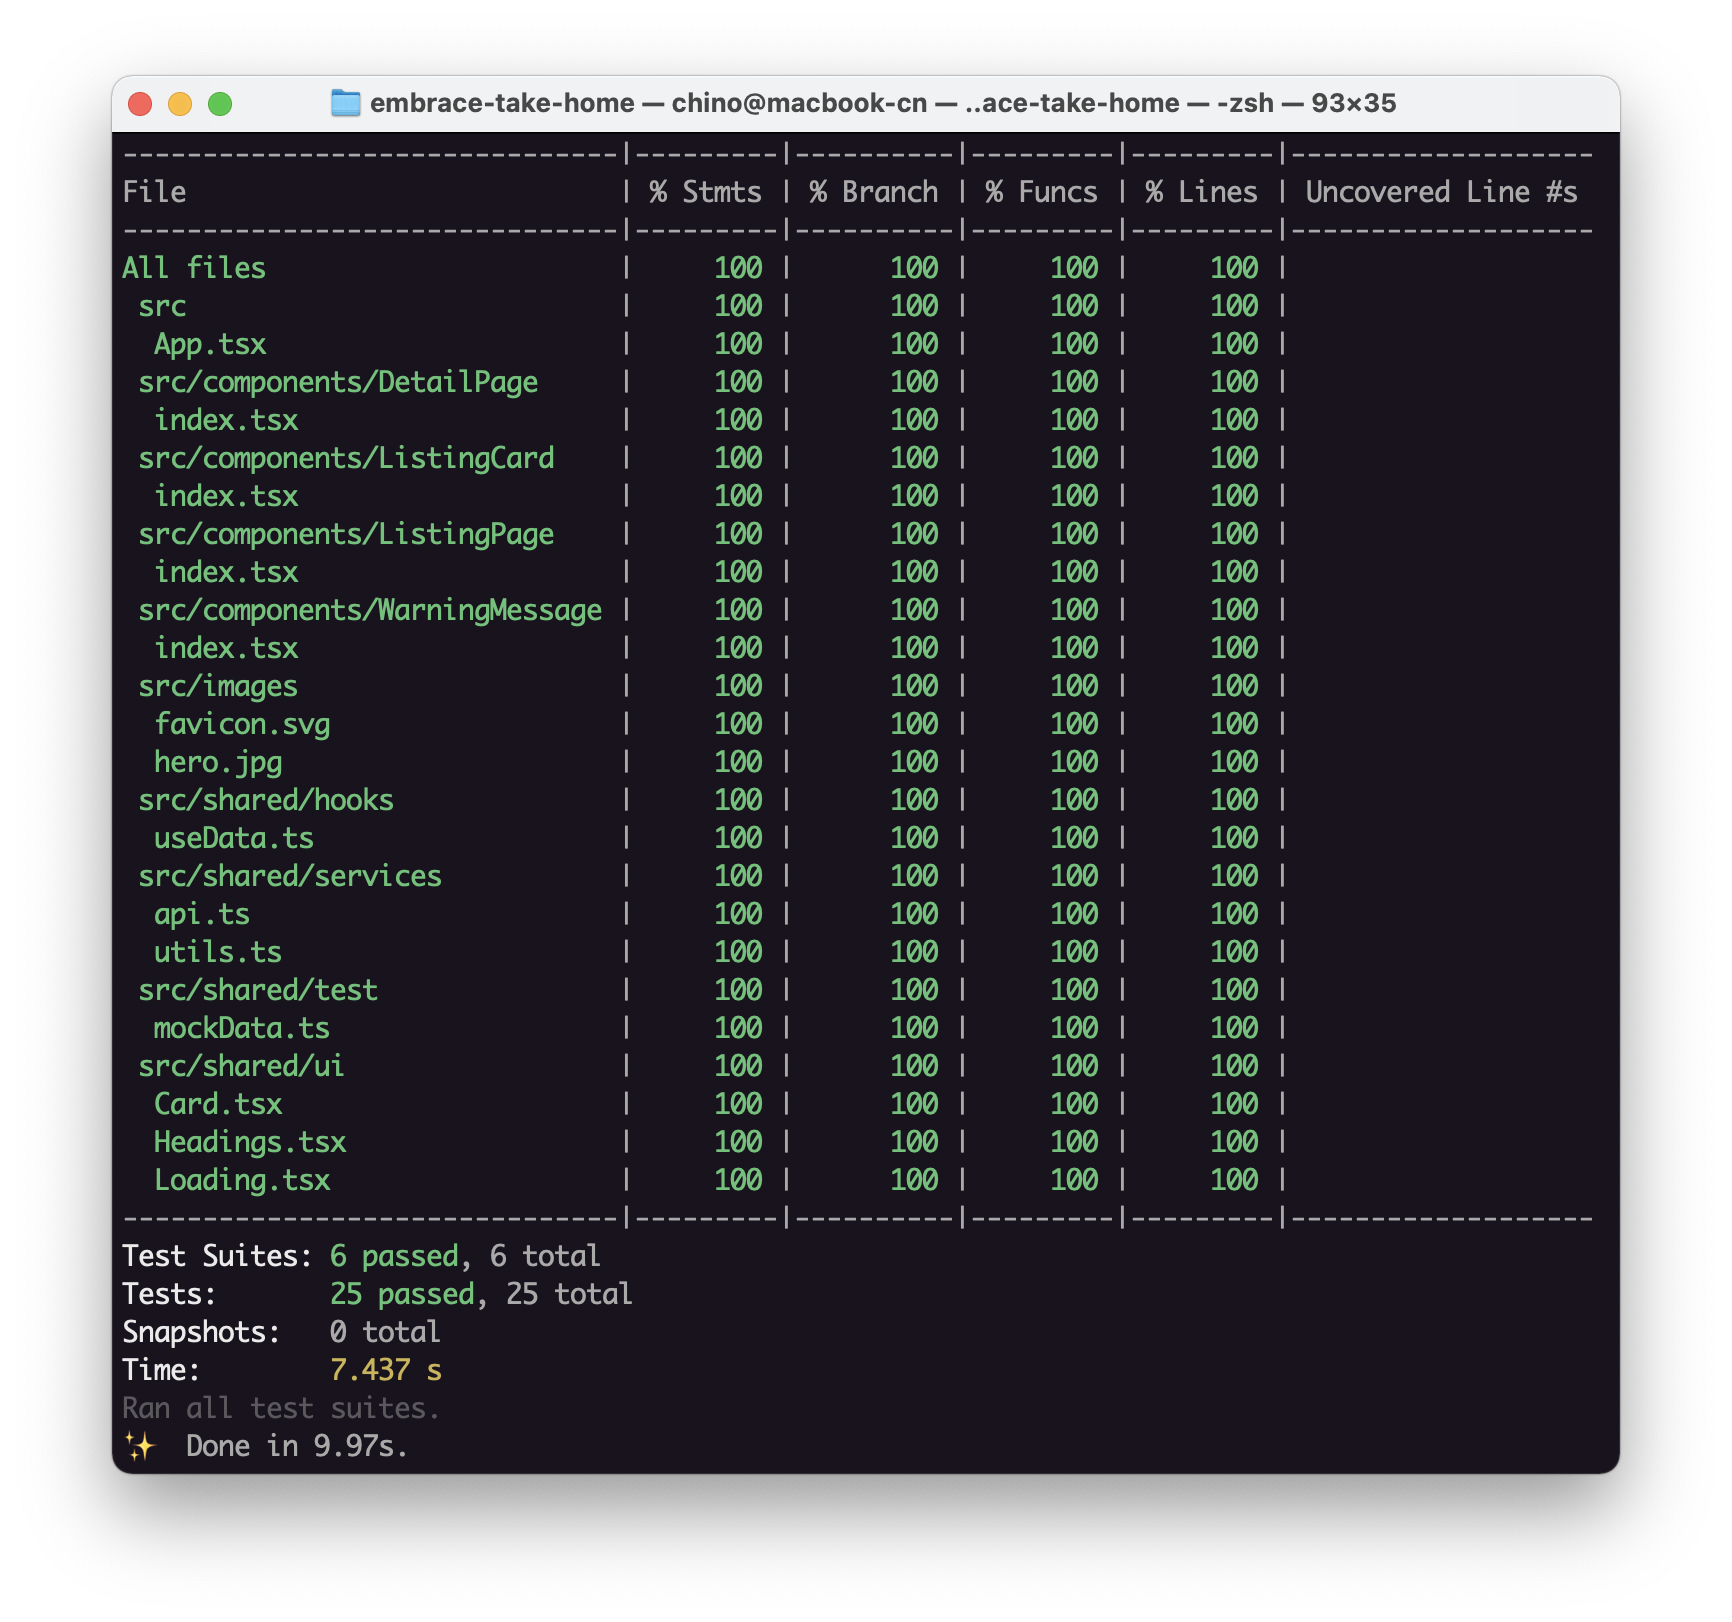 embrace-take-home — chino@macbook-cn — ..ace-take-home — -zsh — 93×35
-------------------------------|---------|----------|---------|---------|-------------------
File                           | % Stmts | % Branch | % Funcs | % Lines | Uncovered Line #s
-------------------------------|---------|----------|---------|---------|-------------------
All files                      |     100 |      100 |     100 |     100 |
 src                           |     100 |      100 |     100 |     100 |
  App.tsx                      |     100 |      100 |     100 |     100 |
 src/components/DetailPage     |     100 |      100 |     100 |     100 |
  index.tsx                    |     100 |      100 |     100 |     100 |
 src/components/ListingCard    |     100 |      100 |     100 |     100 |
  index.tsx                    |     100 |      100 |     100 |     100 |
 src/components/ListingPage    |     100 |      100 |     100 |     100 |
  index.tsx                    |     100 |      100 |     100 |     100 |
 src/components/WarningMessage |     100 |      100 |     100 |     100 |
  index.tsx                    |     100 |      100 |     100 |     100 |
 src/images                    |     100 |      100 |     100 |     100 |
  favicon.svg                  |     100 |      100 |     100 |     100 |
  hero.jpg                     |     100 |      100 |     100 |     100 |
 src/shared/hooks              |     100 |      100 |     100 |     100 |
  useData.ts                   |     100 |      100 |     100 |     100 |
 src/shared/services           |     100 |      100 |     100 |     100 |
  api.ts                       |     100 |      100 |     100 |     100 |
  utils.ts                     |     100 |      100 |     100 |     100 |
 src/shared/test               |     100 |      100 |     100 |     100 |
  mockData.ts                  |     100 |      100 |     100 |     100 |
 src/shared/ui                 |     100 |      100 |     100 |     100 |
  Card.tsx                     |     100 |      100 |     100 |     100 |
  Headings.tsx                 |     100 |      100 |     100 |     100 |
  Loading.tsx                  |     100 |      100 |     100 |     100 |
-------------------------------|---------|----------|---------|---------|-------------------
Test Suites: 6 passed, 6 total
Tests:       25 passed, 25 total
Snapshots:   0 total
Time:        7.437 s
Ran all test suites.
✨  Done in 9.97s.